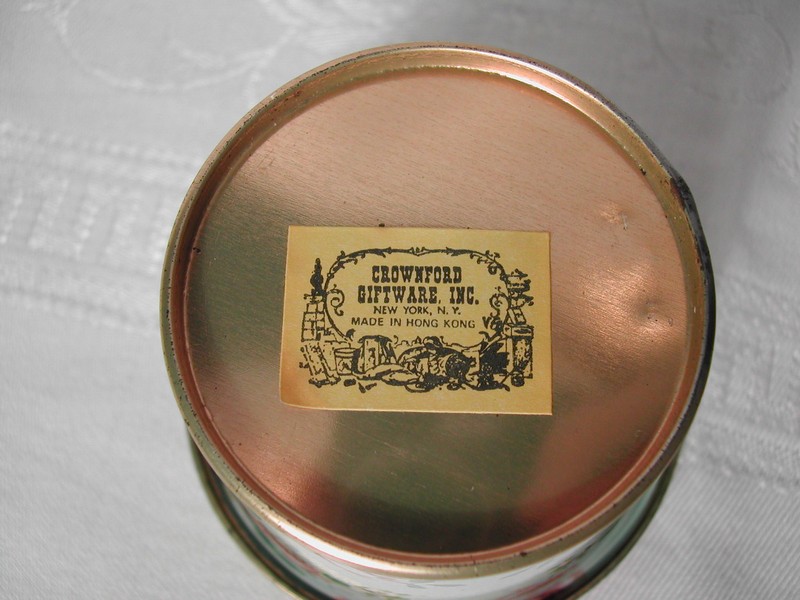 CROWNFORD
GIFTWARE, INC.
NEW YORK, N.Y.
MADE IN HONG KONG